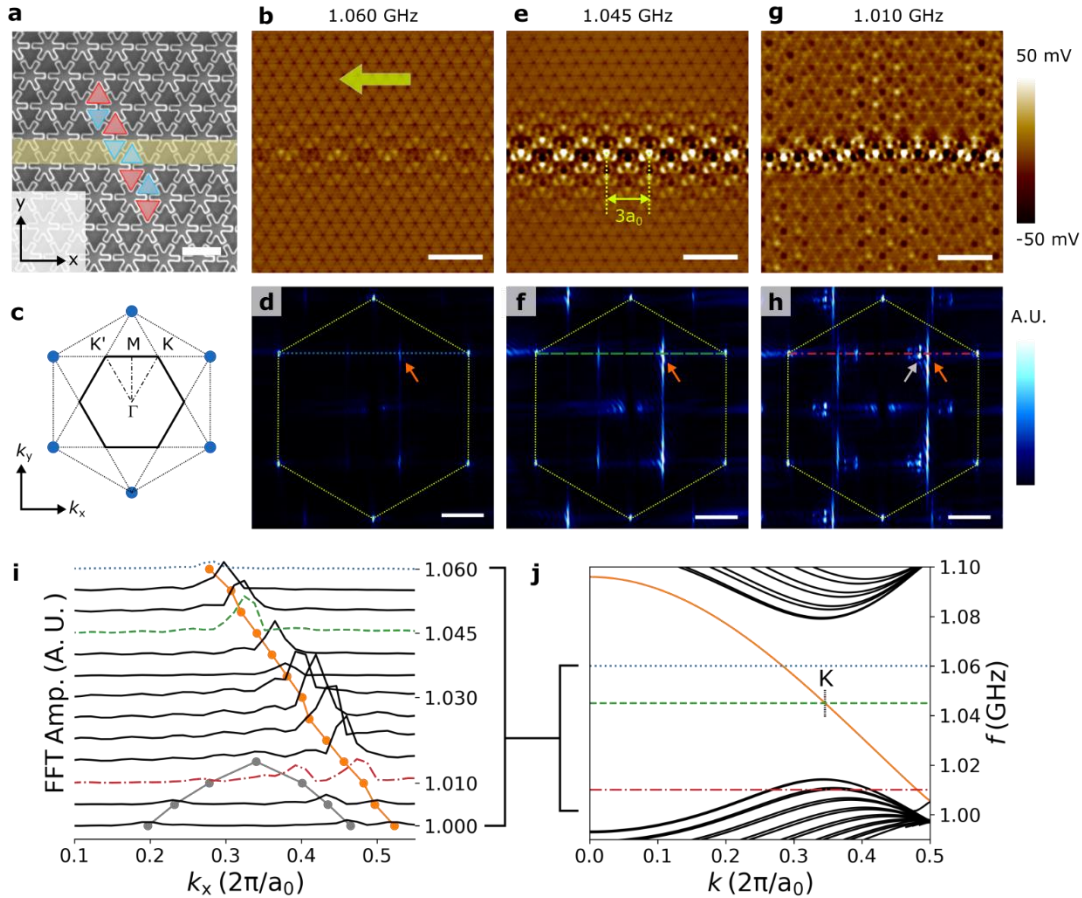 a
y
x
b
1.060 GHz
e
1.045 GHz
3a₀
g
1.010 GHz
50 mV
-50 mV
c
K'
M
K
Γ
k_y
k_x
d
f
h
A.U.
i
FFT Amp. (A. U.)
1.060
1.045
1.030
1.010
1.000
0.1
0.2
0.3
0.4
0.5
k_x (2π/a₀)
j
K
1.10
1.08
1.06
1.04
1.02
1.00
f (GHz)
0.0
0.1
0.2
0.3
0.4
0.5
k (2π/a₀)